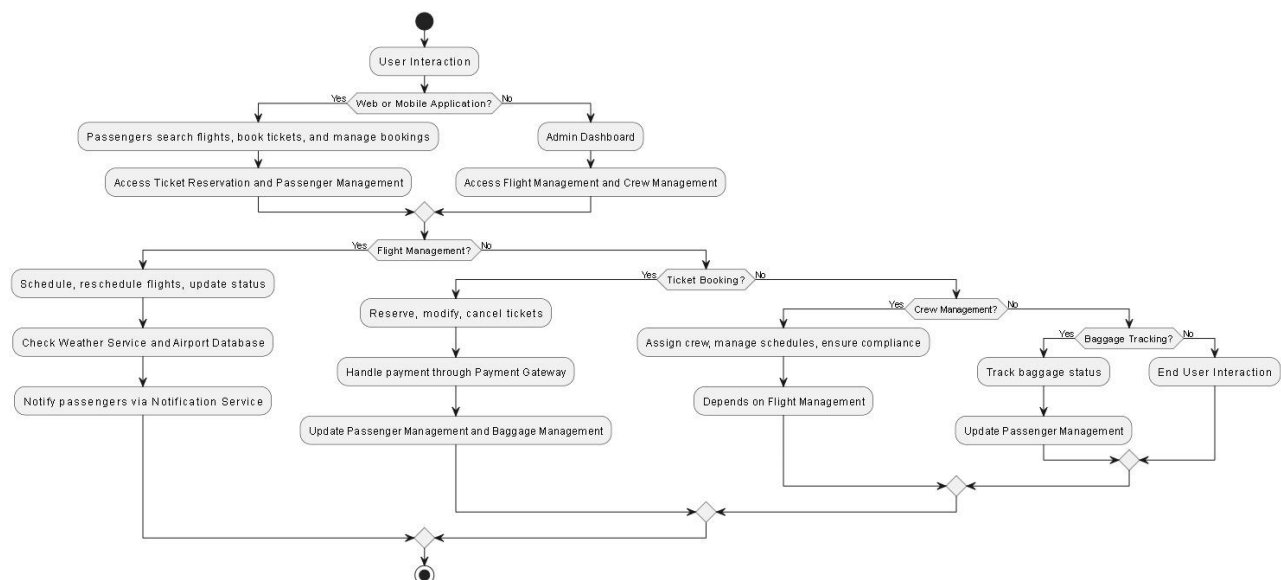 User Interaction
Yes
Web or Mobile Application?
No
Passengers search flights, book tickets, and manage bookings
Admin Dashboard
Access Ticket Reservation and Passenger Management
Access Flight Management and Crew Management
Yes
Flight Management?
No
Schedule, reschedule flights, update status
Yes
Ticket Booking?
No
Reserve, modify, cancel tickets
Yes
Crew Management?
No
Check Weather Service and Airport Database
Handle payment through Payment Gateway
Assign crew, manage schedules, ensure compliance
Yes
Baggage Tracking?
No
Notify passengers via Notification Service
Update Passenger Management and Baggage Management
Depends on Flight Management
Track baggage status
End User Interaction
Update Passenger Management